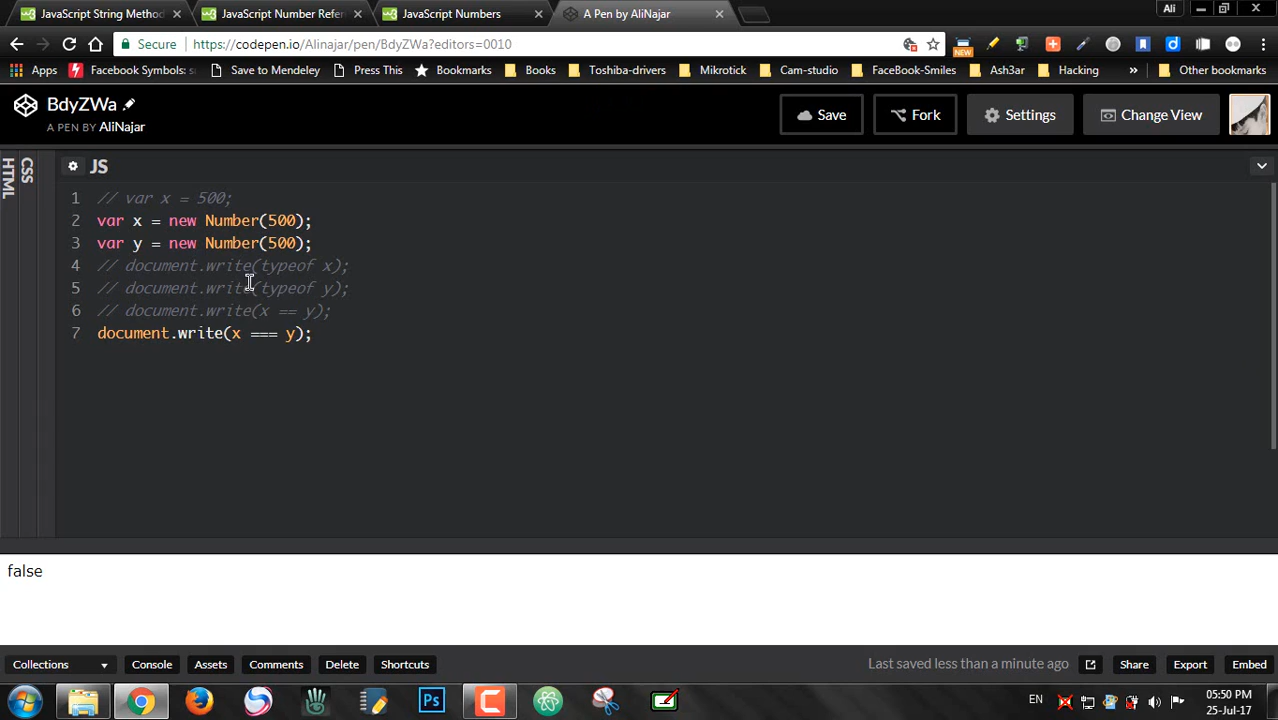 JavaScript String Method
JavaScript Number Refer
JavaScript Numbers
A Pen by AliNajar
Ali
Secure
https://codepen.io/Alinajar/pen/BdyZWa?editors=0010
NEW
Apps
Facebook Symbols: s
Save to Mendeley
Press This
Bookmarks
Books
Toshiba-drivers
Mikrotick
Cam-studio
FaceBook-Smiles
Ash3ar
Hacking
»
Other bookmarks
BdyZWa
A PEN BY AliNajar
Save
Fork
Settings
Change View
HTML
CSS
JS
1 // var x = 500;
2 var x = new Number(500);
3 var y = new Number(500);
4 // document.write(typeof x);
5 // document.write(typeof y);
6 // document.write(x == y);
7 document.write(x === y);
false
Collections
Console
Assets
Comments
Delete
Shortcuts
Last saved less than a minute ago
Share
Export
Embed
Ps
EN
05:50 PM
25-Jul-17